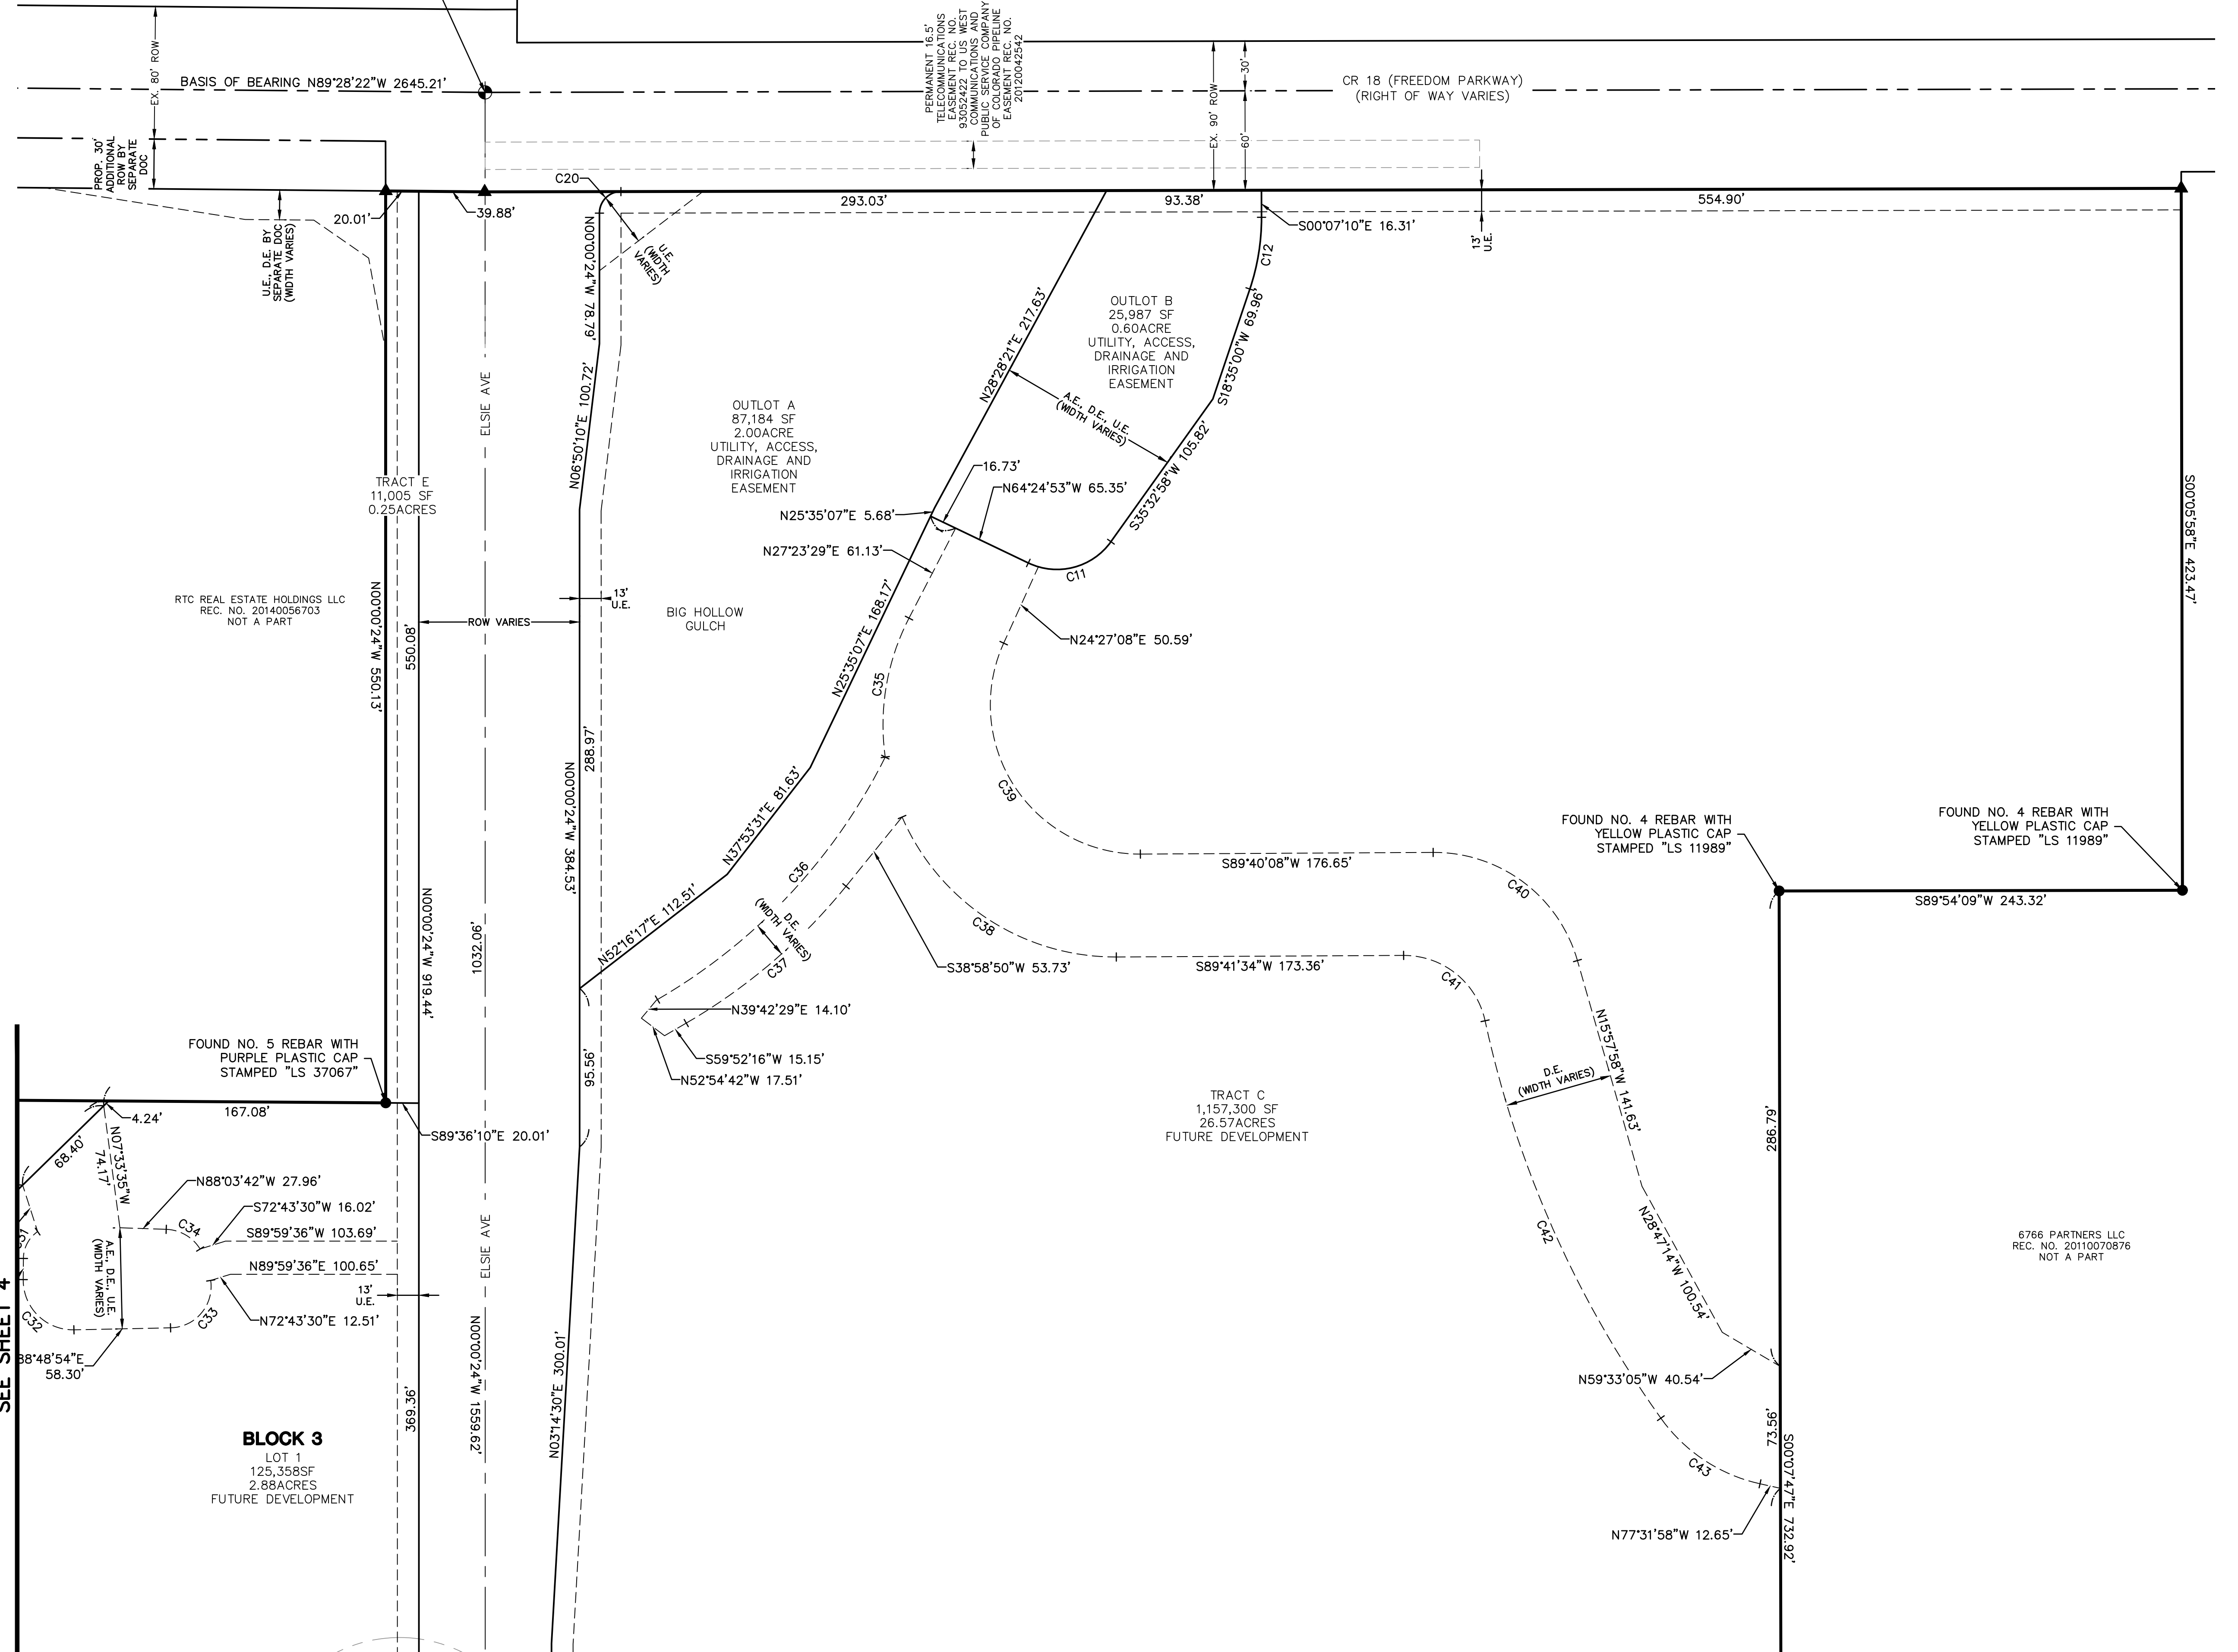 EX. 80' ROW
BASIS OF BEARING N89°28'22"W 2645.21'
PERMANENT 16.5'
TELECOMMUNICATIONS
EASEMENT REC. NO.
93052422 TO US WEST
COMMUNICATIONS AND
PUBLIC SERVICE COMPANY
OF COLORADO PIPELINE
EASEMENT REC. NO.
20120042542
EX. 90' ROW
30'
60'
CR 18 (FREEDOM PARKWAY)
(RIGHT OF WAY VARIES)
PROP. 30'
ADDITIONAL
ROW BY
SEPARATE
DOC
U.E., D.E. BY
SEPARATE DOC
(WIDTH VARIES)
20.01'
39.88'
C20
293.03'
93.38'
554.90'
S00°07'10"E 16.31'
13'
U.E.
N00°00'24"W 78.79'
U.E.
(WIDTH
VARIES)
C12
N28°28'21"E 217.63'
OUTLOT B
25,987 SF
0.60ACRE
UTILITY, ACCESS,
DRAINAGE AND
IRRIGATION
EASEMENT
S18°35'00"W 69.96'
ELSIE AVE
N06°50'10"E 100.72'
OUTLOT A
87,184 SF
2.00ACRE
UTILITY, ACCESS,
DRAINAGE AND
IRRIGATION
EASEMENT
A.E., D.E., U.E.
(WIDTH VARIES)
S35°32'58"W 105.82'
16.73'
N64°24'53"W 65.35'
N25°35'07"E 5.68'
N27°23'29"E 61.13'
C11
TRACT E
11,005 SF
0.25ACRES
S00°05'58"E 423.47'
RTC REAL ESTATE HOLDINGS LLC
REC. NO. 20140056703
NOT A PART
N00°00'24"W 550.13'
550.08'
ROW VARIES
13'
U.E.
BIG HOLLOW
GULCH
N25°35'07"E 168.17'
N24°27'08"E 50.59'
C35
288.97'
N00°00'24"W 384.53'
N37°53'31"E 81.63'
C39
FOUND NO. 4 REBAR WITH
YELLOW PLASTIC CAP
STAMPED "LS 11989"
FOUND NO. 4 REBAR WITH
YELLOW PLASTIC CAP
STAMPED "LS 11989"
S89°40'08"W 176.65'
C36
C40
S89°54'09"W 243.32'
N00°00'24"W 919.44'
1032.06'
N52°16'17"E 112.51'
D.E.
(WIDTH VARIES)
C37
C38
S38°58'50"W 53.73'
S89°41'34"W 173.36'
C41
N39°42'29"E 14.10'
S59°52'16"W 15.15'
N52°54'42"W 17.51'
95.56'
N15°57'58"W 141.63'
D.E.
(WIDTH VARIES)
FOUND NO. 5 REBAR WITH
PURPLE PLASTIC CAP
STAMPED "LS 37067"
167.08'
4.24'
68.40'
S89°36'10"E 20.01'
N07°33'35"W
74.17'
TRACT C
1,157,300 SF
26.57ACRES
FUTURE DEVELOPMENT
286.79'
N88°03'42"W 27.96'
S72°43'30"W 16.02'
C34
S89°59'36"W 103.69'
N89°59'36"E 100.65'
A.E., D.E., U.E.
(WIDTH VARIES)
ELSIE AVE
C42
N28°47'14"W 100.54'
6766 PARTNERS LLC
REC. NO. 20110070876
NOT A PART
13'
U.E.
N72°43'30"E 12.51'
C33
C32
SEE SHEET 4
88°48'54"E
58.30'
N03°14'30"E 300.01'
N00°00'24"W 1559.62'
369.36'
N59°33'05"W 40.54'
73.56'
BLOCK 3
LOT 1
125,358SF
2.88ACRES
FUTURE DEVELOPMENT
C43
N77°31'58"W 12.65'
S00°07'47"E 732.92'